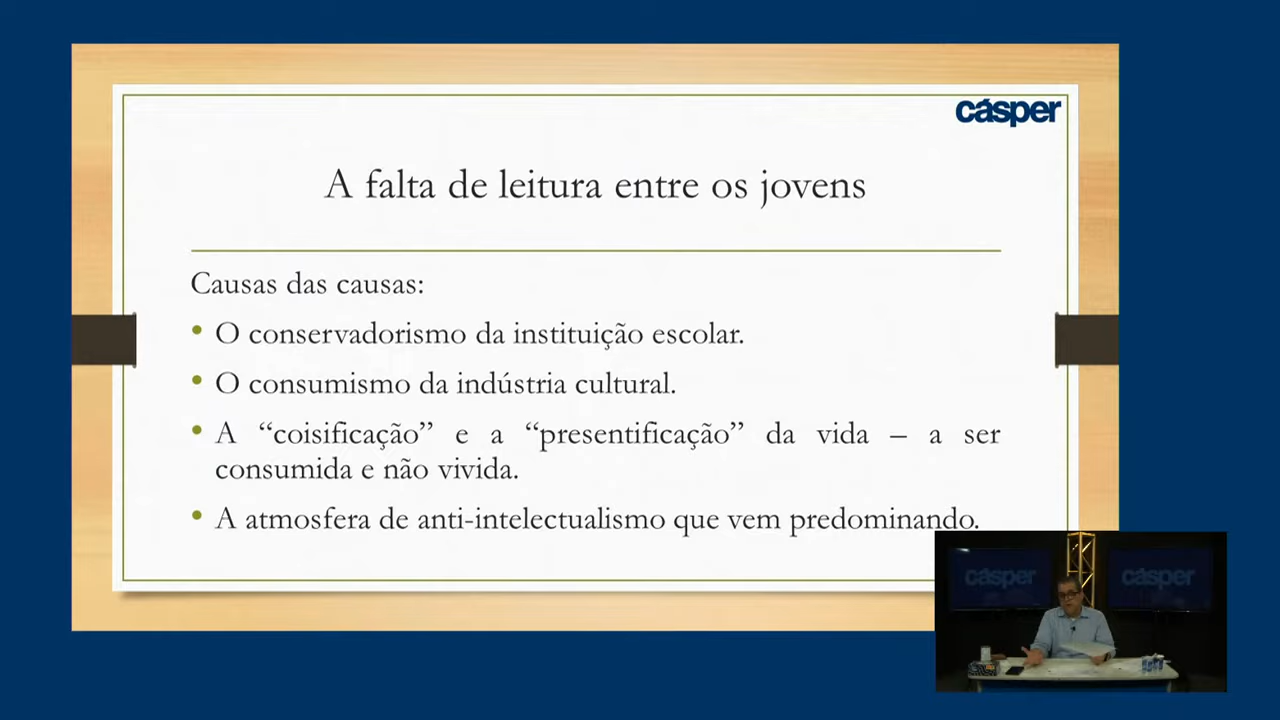 cásper
A falta de leitura entre os jovens
Causas das causas:
• O conservadorismo da instituição escolar.
• O consumismo da indústria cultural.
• A “coisificação” e a “presentificação” da vida – a ser
consumida e não vivida.
• A atmosfera de anti-intelectualismo que vem predominando.
cásper
cásper